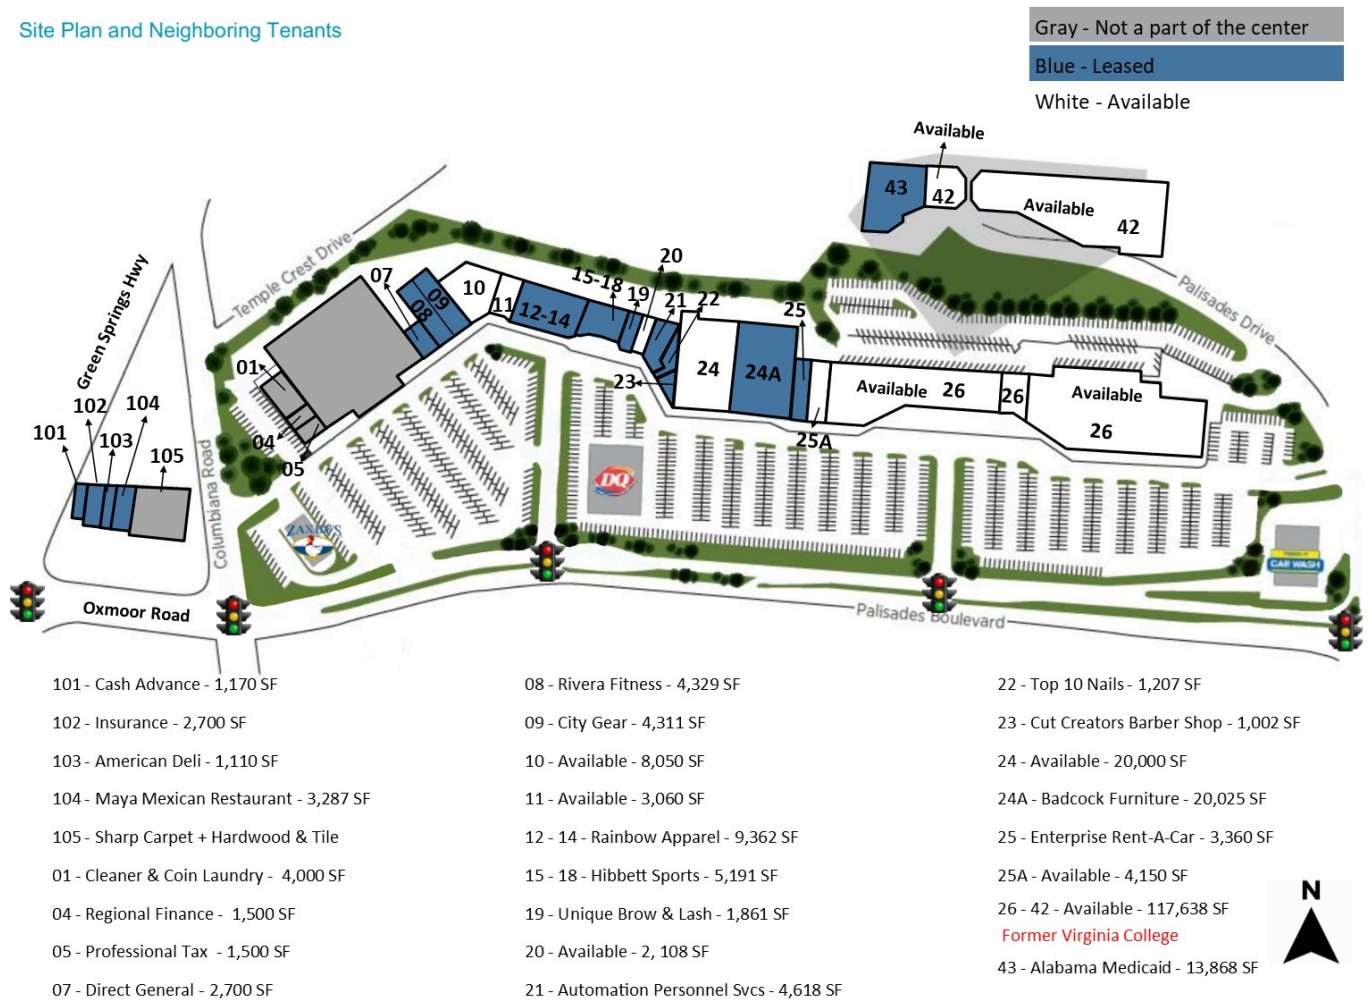 Site Plan and Neighboring Tenants
Gray - Not a part of the center
Blue - Leased
White - Available
Available
43
42
Available
42
Palisades Drive
Temple Crest Drive
Green Springs Hwy
Columbiana Road
07
08
09
10
11
12-14
15-18
19
20
21
22
23
24
24A
25
25A
Available 26
26
Available
26
01
04
05
101
102
103
104
105
ZAXBY'S
DQ
CAR WASH
Oxmoor Road
Palisades Boulevard
101 - Cash Advance - 1,170 SF
102 - Insurance - 2,700 SF
103 - American Deli - 1,110 SF
104 - Maya Mexican Restaurant - 3,287 SF
105 - Sharp Carpet + Hardwood & Tile
01 - Cleaner & Coin Laundry - 4,000 SF
04 - Regional Finance - 1,500 SF
05 - Professional Tax - 1,500 SF
07 - Direct General - 2,700 SF
08 - Rivera Fitness - 4,329 SF
09 - City Gear - 4,311 SF
10 - Available - 8,050 SF
11 - Available - 3,060 SF
12 - 14 - Rainbow Apparel - 9,362 SF
15 - 18 - Hibbett Sports - 5,191 SF
19 - Unique Brow & Lash - 1,861 SF
20 - Available - 2, 108 SF
21 - Automation Personnel Svcs - 4,618 SF
22 - Top 10 Nails - 1,207 SF
23 - Cut Creators Barber Shop - 1,002 SF
24 - Available - 20,000 SF
24A - Badcock Furniture - 20,025 SF
25 - Enterprise Rent-A-Car - 3,360 SF
25A - Available - 4,150 SF
26 - 42 - Available - 117,638 SF
Former Virginia College
43 - Alabama Medicaid - 13,868 SF
N